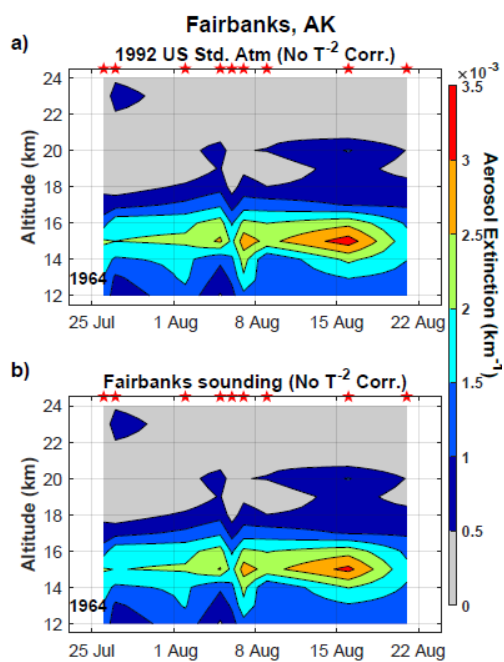 Fairbanks, AK
a)
1992 US Std. Atm (No T⁻² Corr.)
24
22
20
18
16
14
12
Altitude (km)
1964
25 Jul 1 Aug 8 Aug 15 Aug 22 Aug
b)
Fairbanks sounding (No T⁻² Corr.)
24
22
20
18
16
14
12
Altitude (km)
1964
25 Jul 1 Aug 8 Aug 15 Aug 22 Aug
×10⁻³
3.5
3
2.5
2
1.5
1
0.5
0
Aerosol Extinction (km⁻¹)